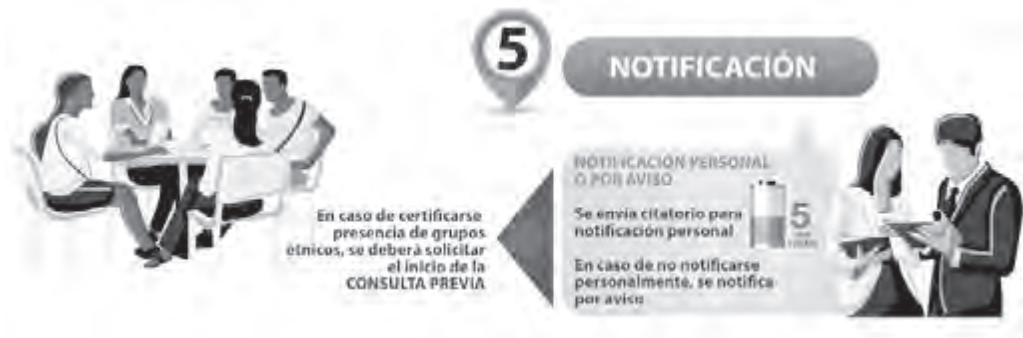 5
NOTIFICACIÓN
NOTIFICACIÓN PERSONAL
O POR AVISO
Se envía citatorio para
notificación personal
5
En caso de no notificarse
personalmente, se notifica
por aviso
En caso de certificarse
presencia de grupos
étnicos, se deberá solicitar
el inicio de la
CONSULTA PREVIA